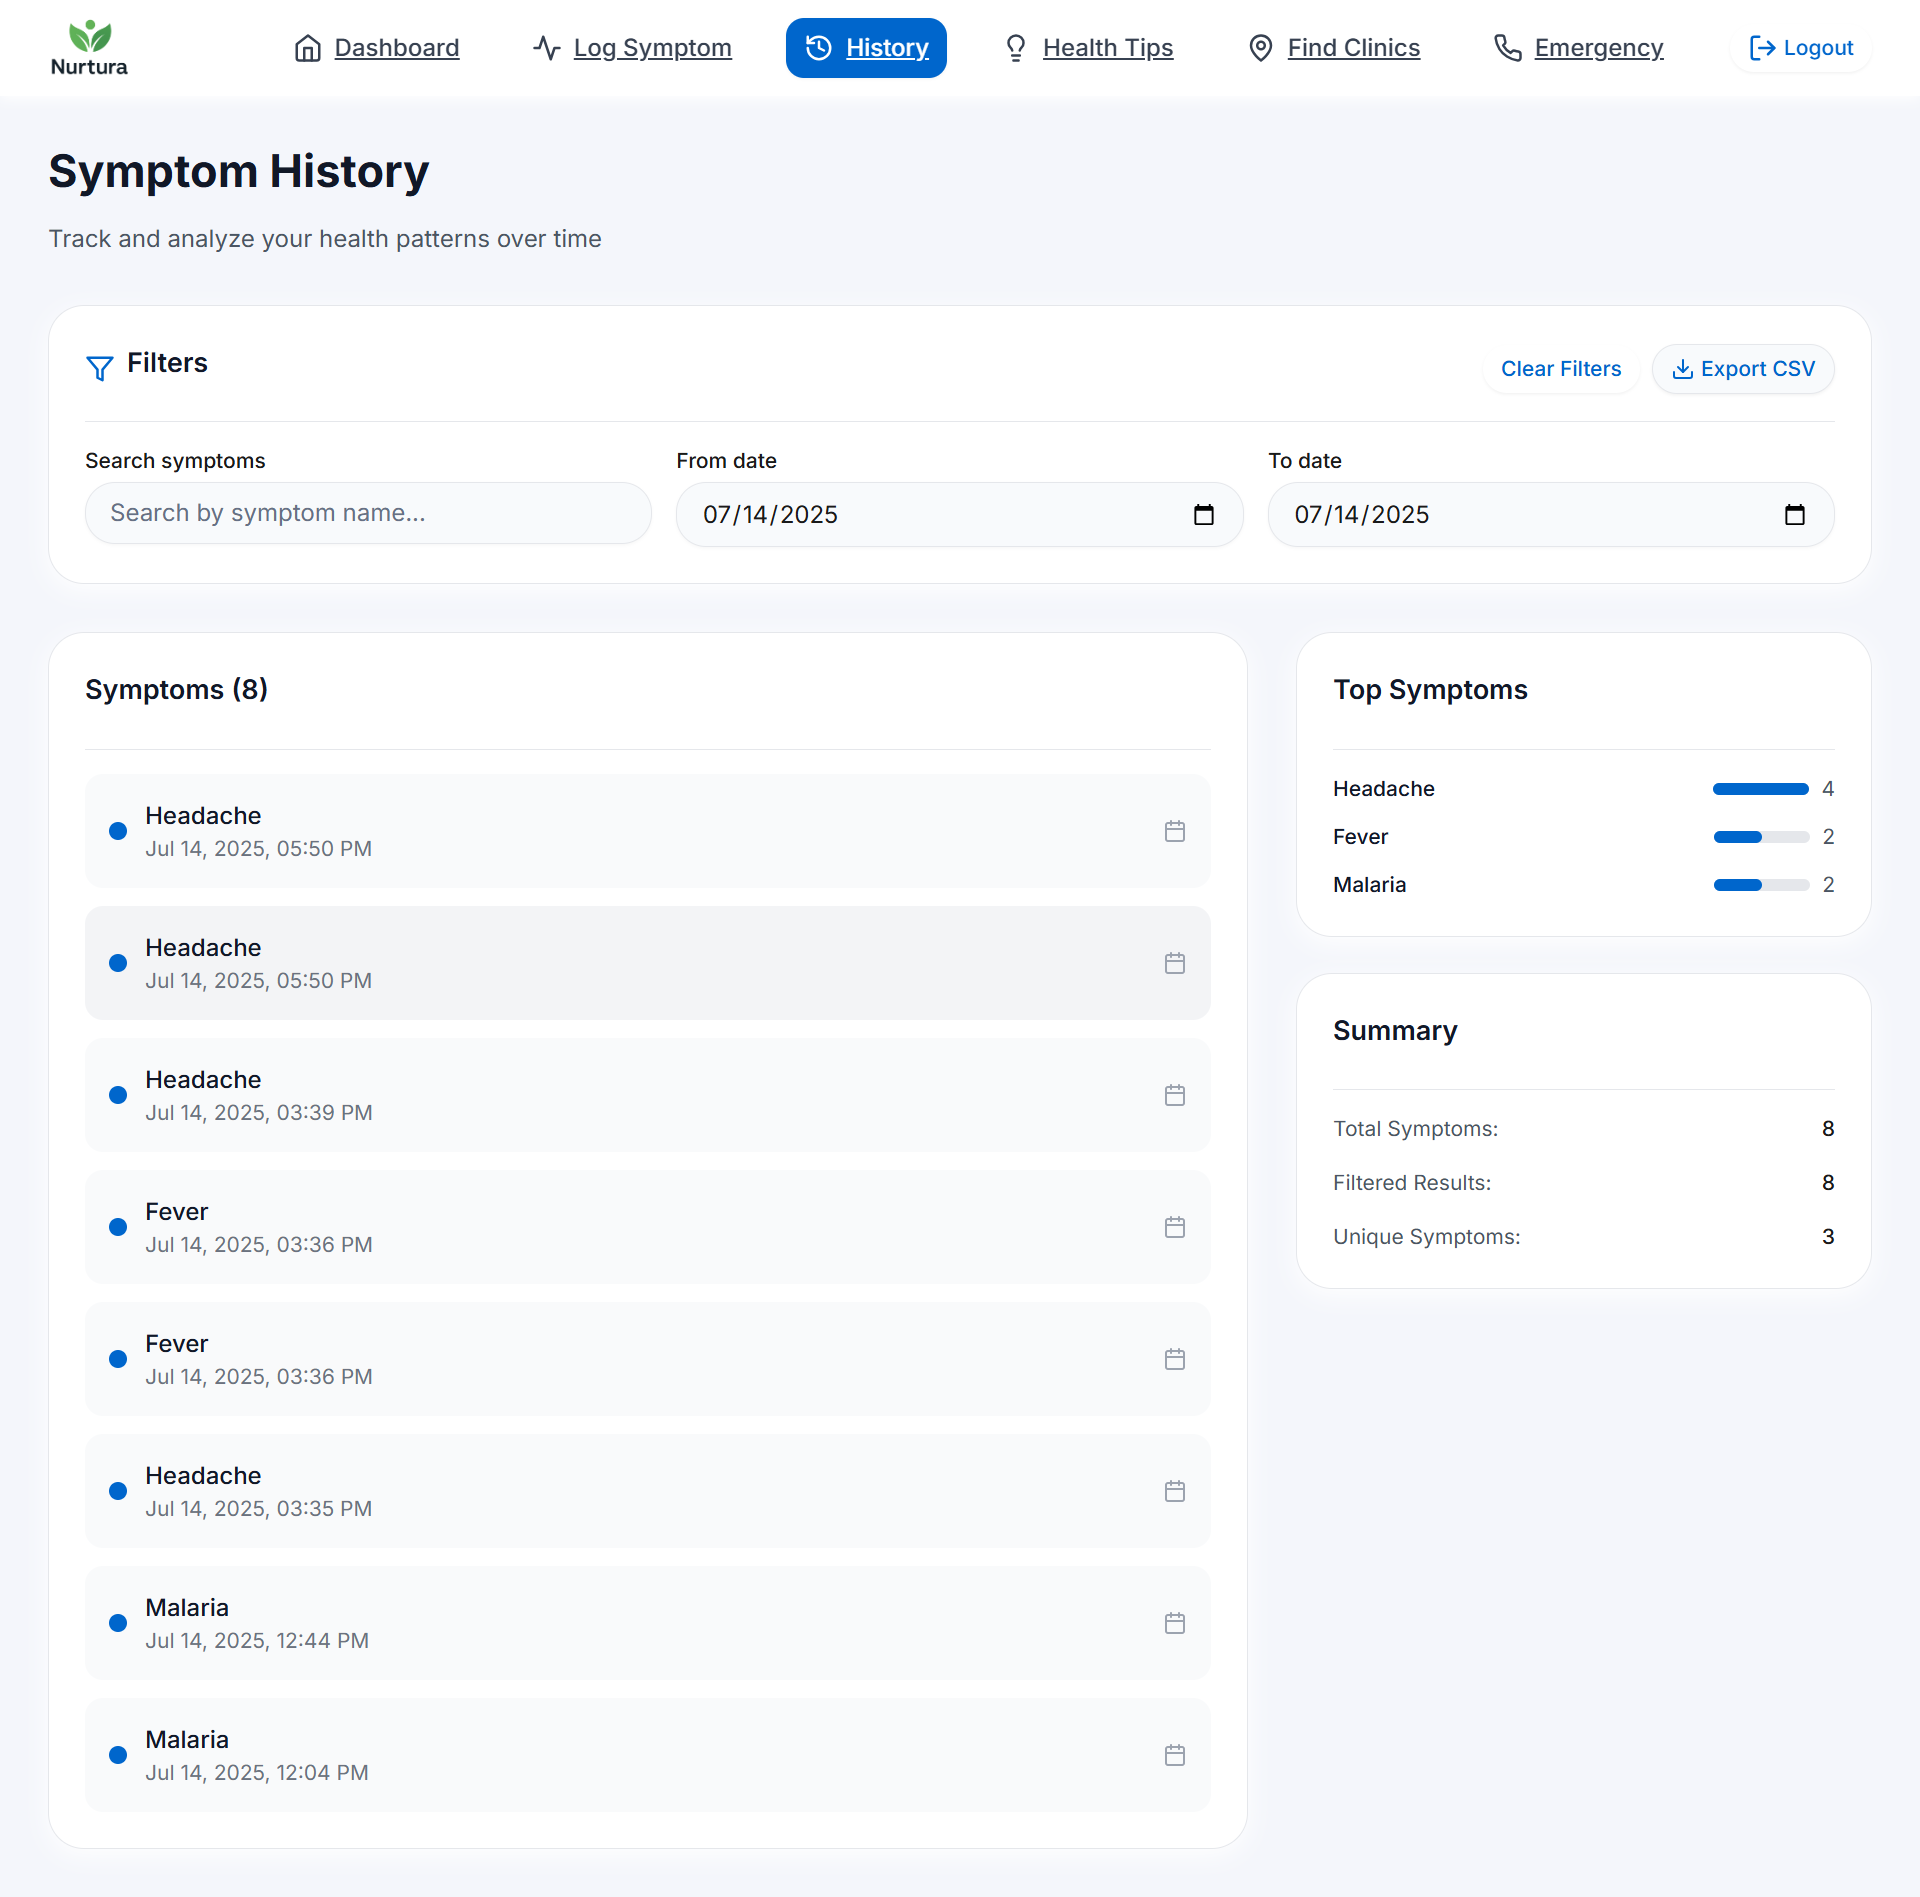 Nurtura
Dashboard
Log Symptom
History
Health Tips
Find Clinics
Emergency
Logout
Symptom History
Track and analyze your health patterns over time
Filters
Clear Filters
Export CSV
Search symptoms
From date
To date
Search by symptom name...
07/14/2025
07/14/2025
Symptoms (8)
Headache
Jul 14, 2025, 05:50 PM
Headache
Jul 14, 2025, 05:50 PM
Headache
Jul 14, 2025, 03:39 PM
Fever
Jul 14, 2025, 03:36 PM
Fever
Jul 14, 2025, 03:36 PM
Headache
Jul 14, 2025, 03:35 PM
Malaria
Jul 14, 2025, 12:44 PM
Malaria
Jul 14, 2025, 12:04 PM
Top Symptoms
Headache 4
Fever 2
Malaria 2
Summary
Total Symptoms: 8
Filtered Results: 8
Unique Symptoms: 3